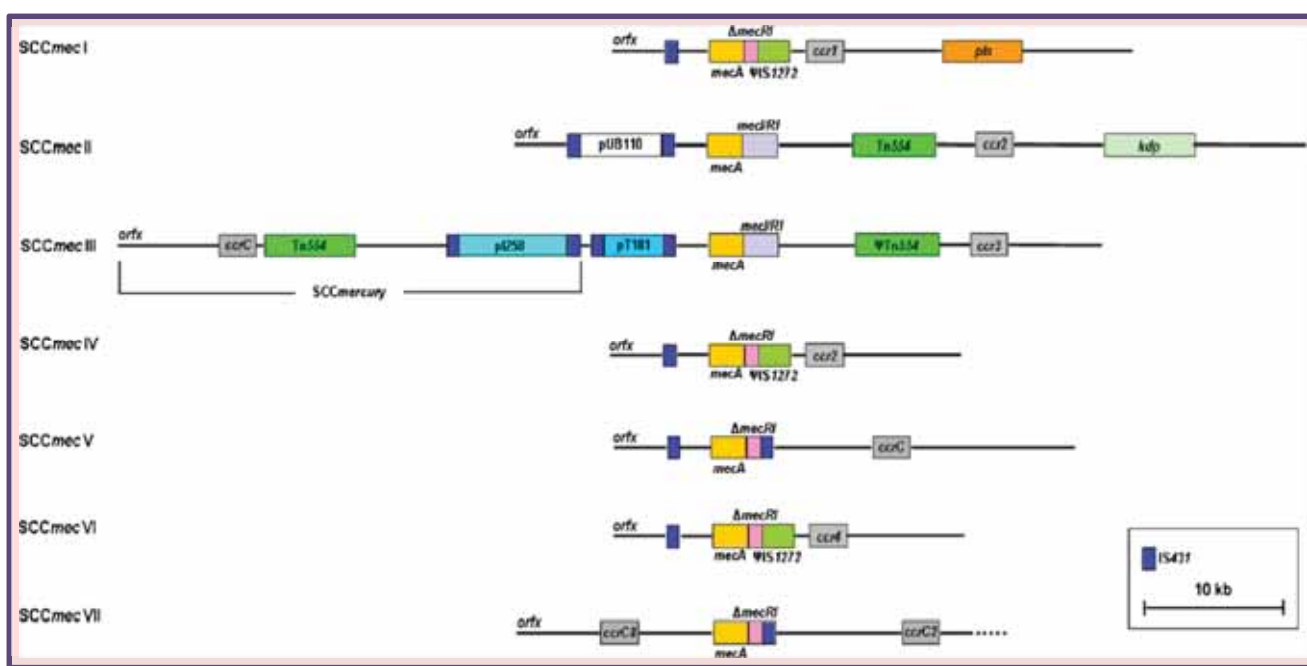 SCCmec I
orfx
ΔmecRI
mecA
ΨIS1272
ccr1
pls
SCCmec II
orfx
pUB110
mecI/RI
mecA
Tn554
ccr2
kdp
SCCmec III
orfx
ccrC
Tn554
pI258
pT181
mecI/RI
mecA
ΨTn554
ccr3
SCCmercury
SCCmec IV
orfx
ΔmecRI
mecA
ΨIS1272
ccr2
SCCmec V
orfx
ΔmecRI
mecA
ccrC
SCCmec VI
orfx
ΔmecRI
mecA
ΨIS1272
ccr4
SCCmec VII
orfx
ccrC8
ΔmecRI
mecA
ccrC2
IS431
10 kb